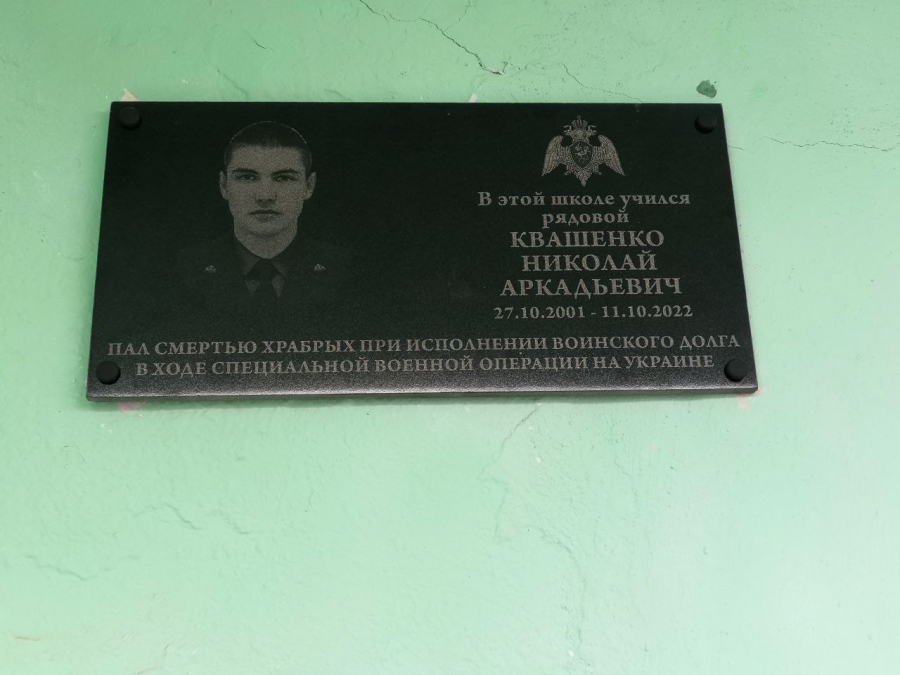 В этой школе учился
рядовой
КВАШЕНКО
НИКОЛАЙ
АРКАДЬЕВИЧ
27.10.2001 - 11.10.2022
ПАЛ СМЕРТЬЮ ХРАБРЫХ ПРИ ИСПОЛНЕНИИ ВОИНСКОГО ДОЛГА
В ХОДЕ СПЕЦИАЛЬНОЙ ВОЕННОЙ ОПЕРАЦИИ НА УКРАИНЕ